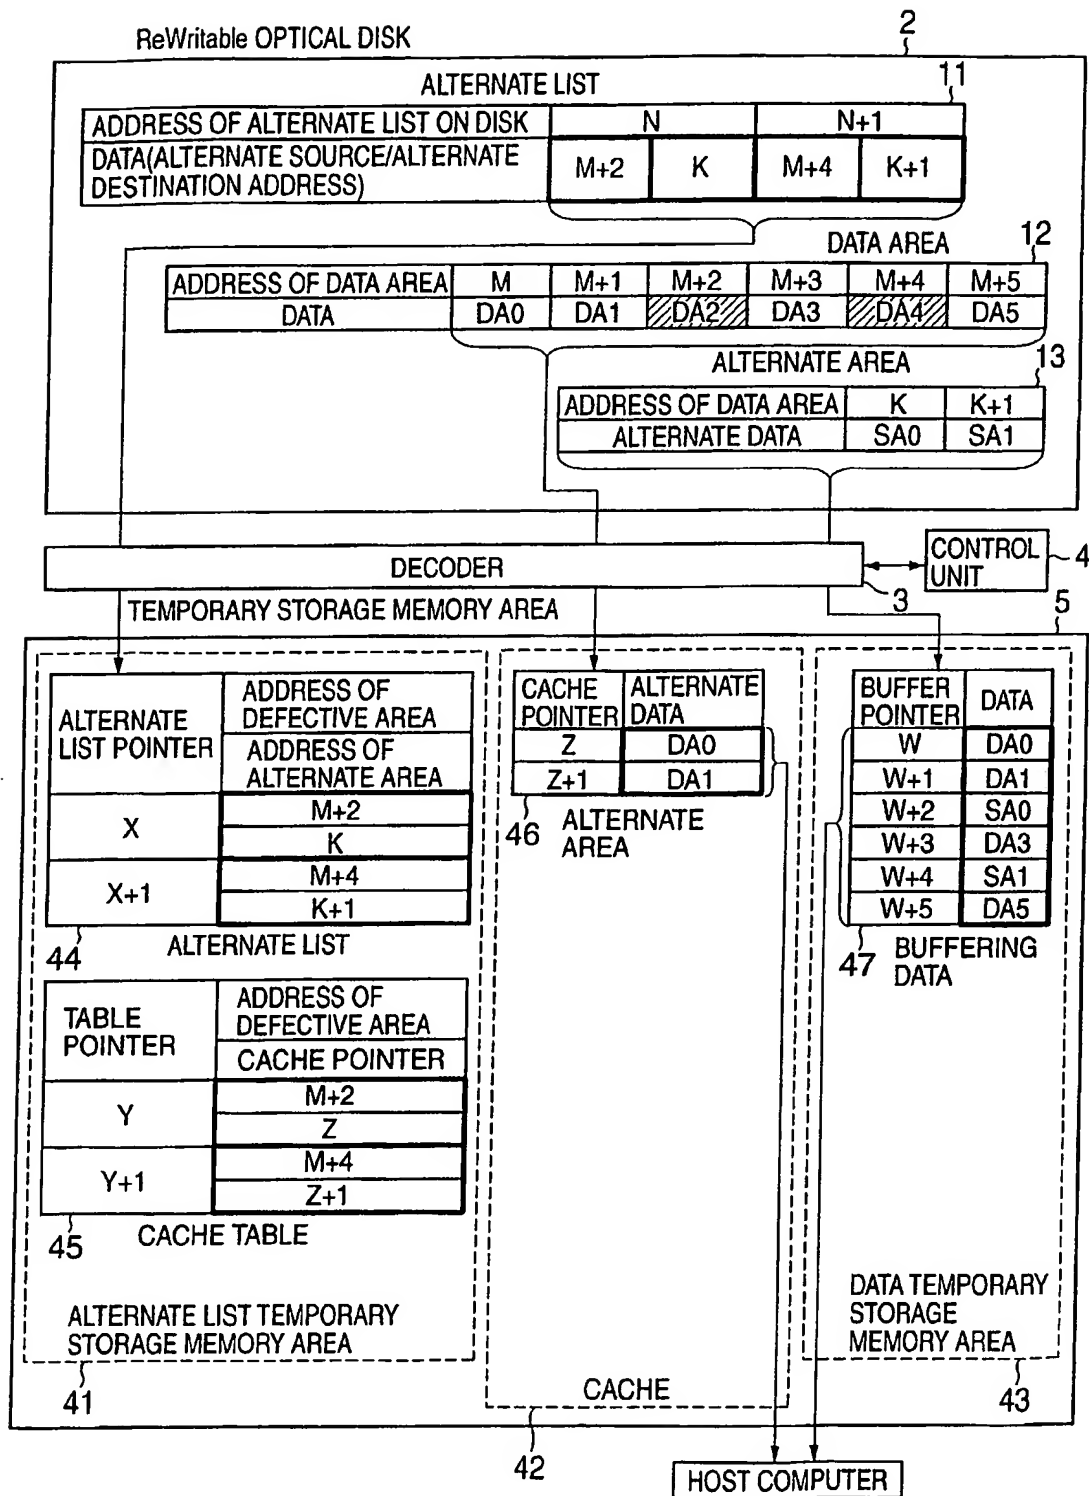 ReWritable OPTICAL DISK
2
ALTERNATE LIST
11
ADDRESS OF ALTERNATE LIST ON DISK N N+1
DATA(ALTERNATE SOURCE/ALTERNATE
DESTINATION ADDRESS) M+2 K M+4 K+1
DATA AREA
12
ADDRESS OF DATA AREA M M+1 M+2 M+3 M+4 M+5
DATA DA0 DA1 DA2 DA3 DA4 DA5
ALTERNATE AREA
13
ADDRESS OF DATA AREA K K+1
ALTERNATE DATA SA0 SA1
DECODER
3
CONTROL
UNIT
4
TEMPORARY STORAGE MEMORY AREA
5
ALTERNATE
LIST POINTER
ADDRESS OF
DEFECTIVE AREA
ADDRESS OF
ALTERNATE AREA
X
M+2
K
X+1
M+4
K+1
44
ALTERNATE LIST
TABLE
POINTER
ADDRESS OF
DEFECTIVE AREA
CACHE POINTER
Y
M+2
Z
Y+1
M+4
Z+1
45
CACHE TABLE
ALTERNATE LIST TEMPORARY
STORAGE MEMORY AREA
41
CACHE
POINTER
ALTERNATE
DATA
Z DA0
Z+1 DA1
46
ALTERNATE
AREA
CACHE
42
BUFFER
POINTER
DATA
W DA0
W+1 DA1
W+2 SA0
W+3 DA3
W+4 SA1
W+5 DA5
47
BUFFERING
DATA
DATA TEMPORARY
STORAGE
MEMORY AREA
43
HOST COMPUTER